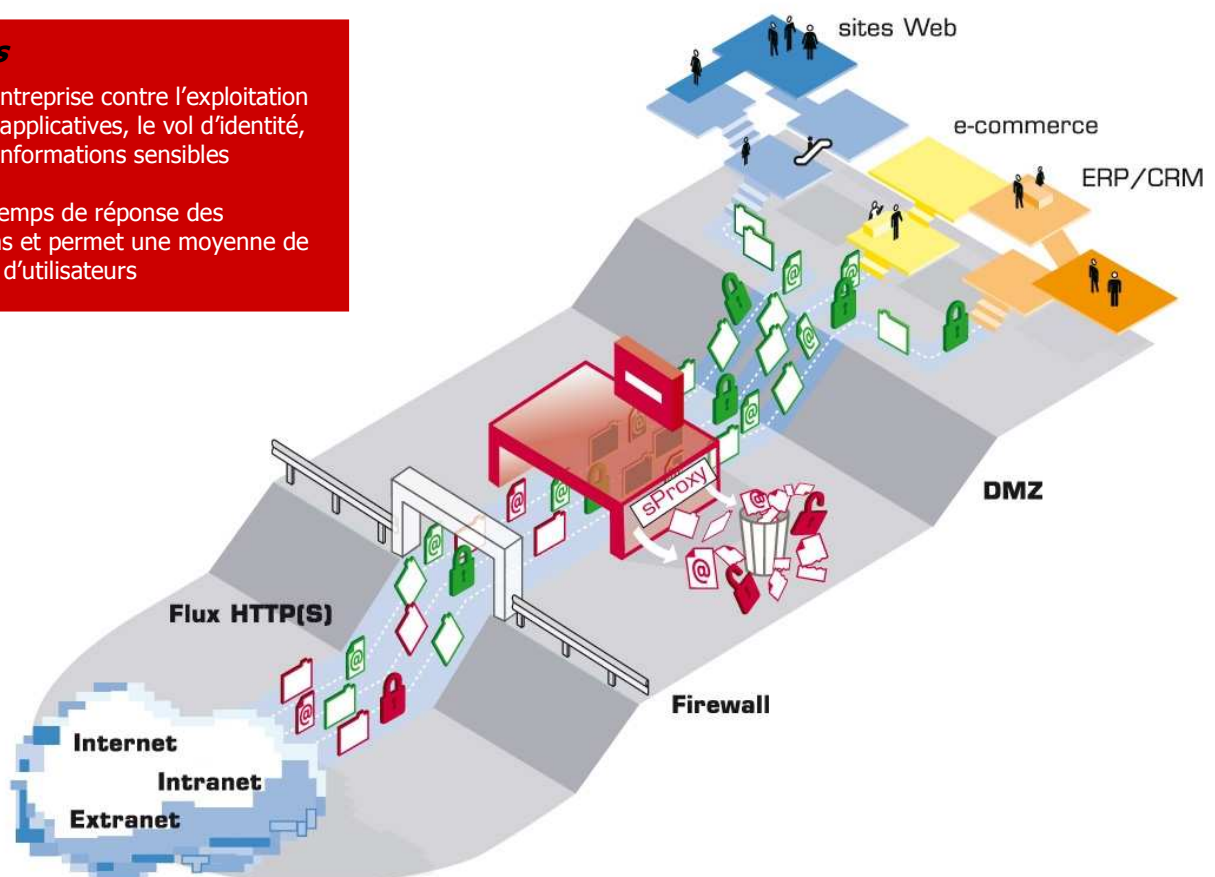 s
ntreprise contre l'exploitation
applicatives, le vol d'identité,
nformations sensibles
emps de réponse des
s et permet une moyenne de
d'utilisateurs
sites Web
e-commerce
ERP/CRM
DMZ
sProxy
Flux HTTP(S)
Firewall
Internet
Intranet
Extranet